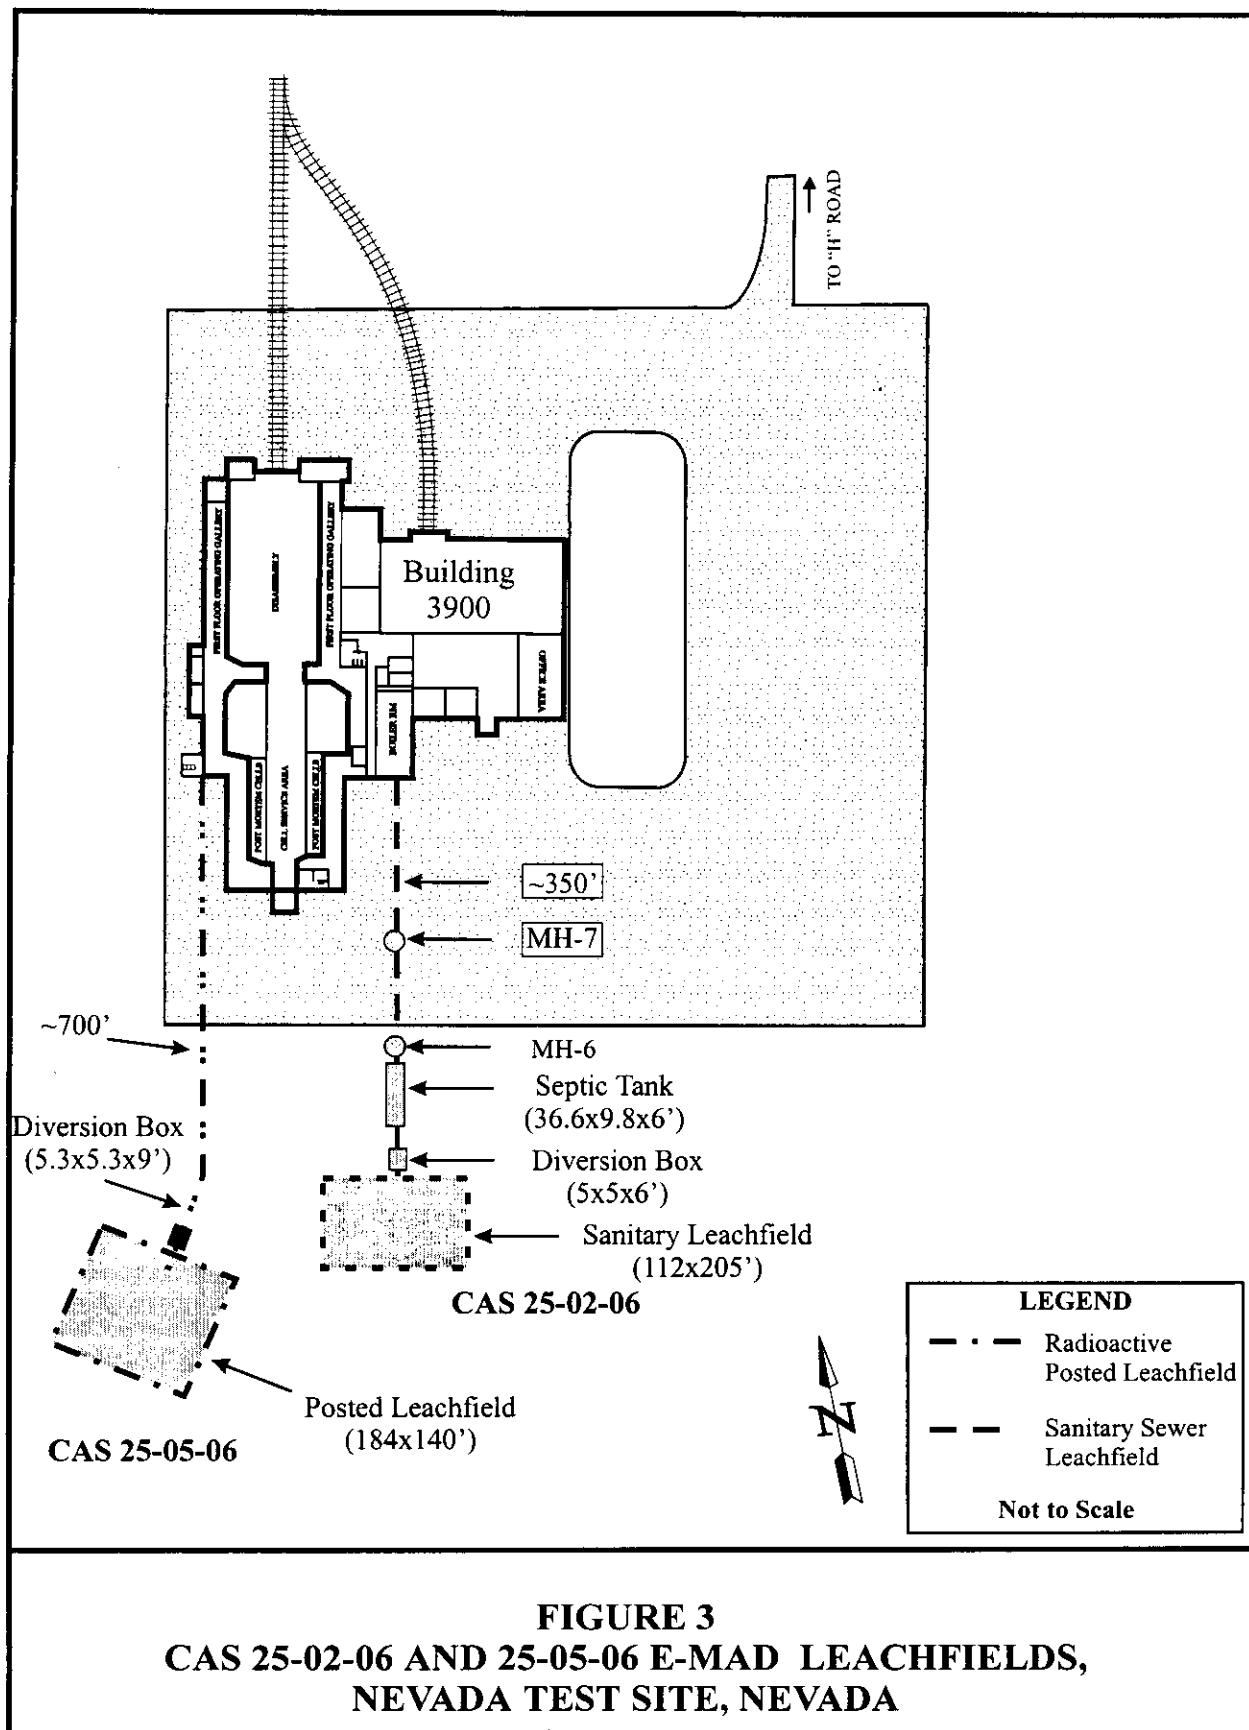 TO "H" ROAD
FIRST FLOOR OPERATING GALLERY
DISASSEMBLY
FIRST FLOOR OPERATING GALLERY
Building
3900
OFFICE AREA
BOILER RM
POST MORTEM CELLS
CELL SERVICE AREA
POST MORTEM CELLS
~350'
MH-7
~700'
MH-6
Septic Tank
(36.6x9.8x6')
Diversion Box
(5.3x5.3x9')
Diversion Box
(5x5x6')
Sanitary Leachfield
(112x205')
CAS 25-02-06
Posted Leachfield
(184x140')
CAS 25-05-06
N
LEGEND
Radioactive
Posted Leachfield
Sanitary Sewer
Leachfield
Not to Scale
FIGURE 3
CAS 25-02-06 AND 25-05-06 E-MAD LEACHFIELDS,
NEVADA TEST SITE, NEVADA